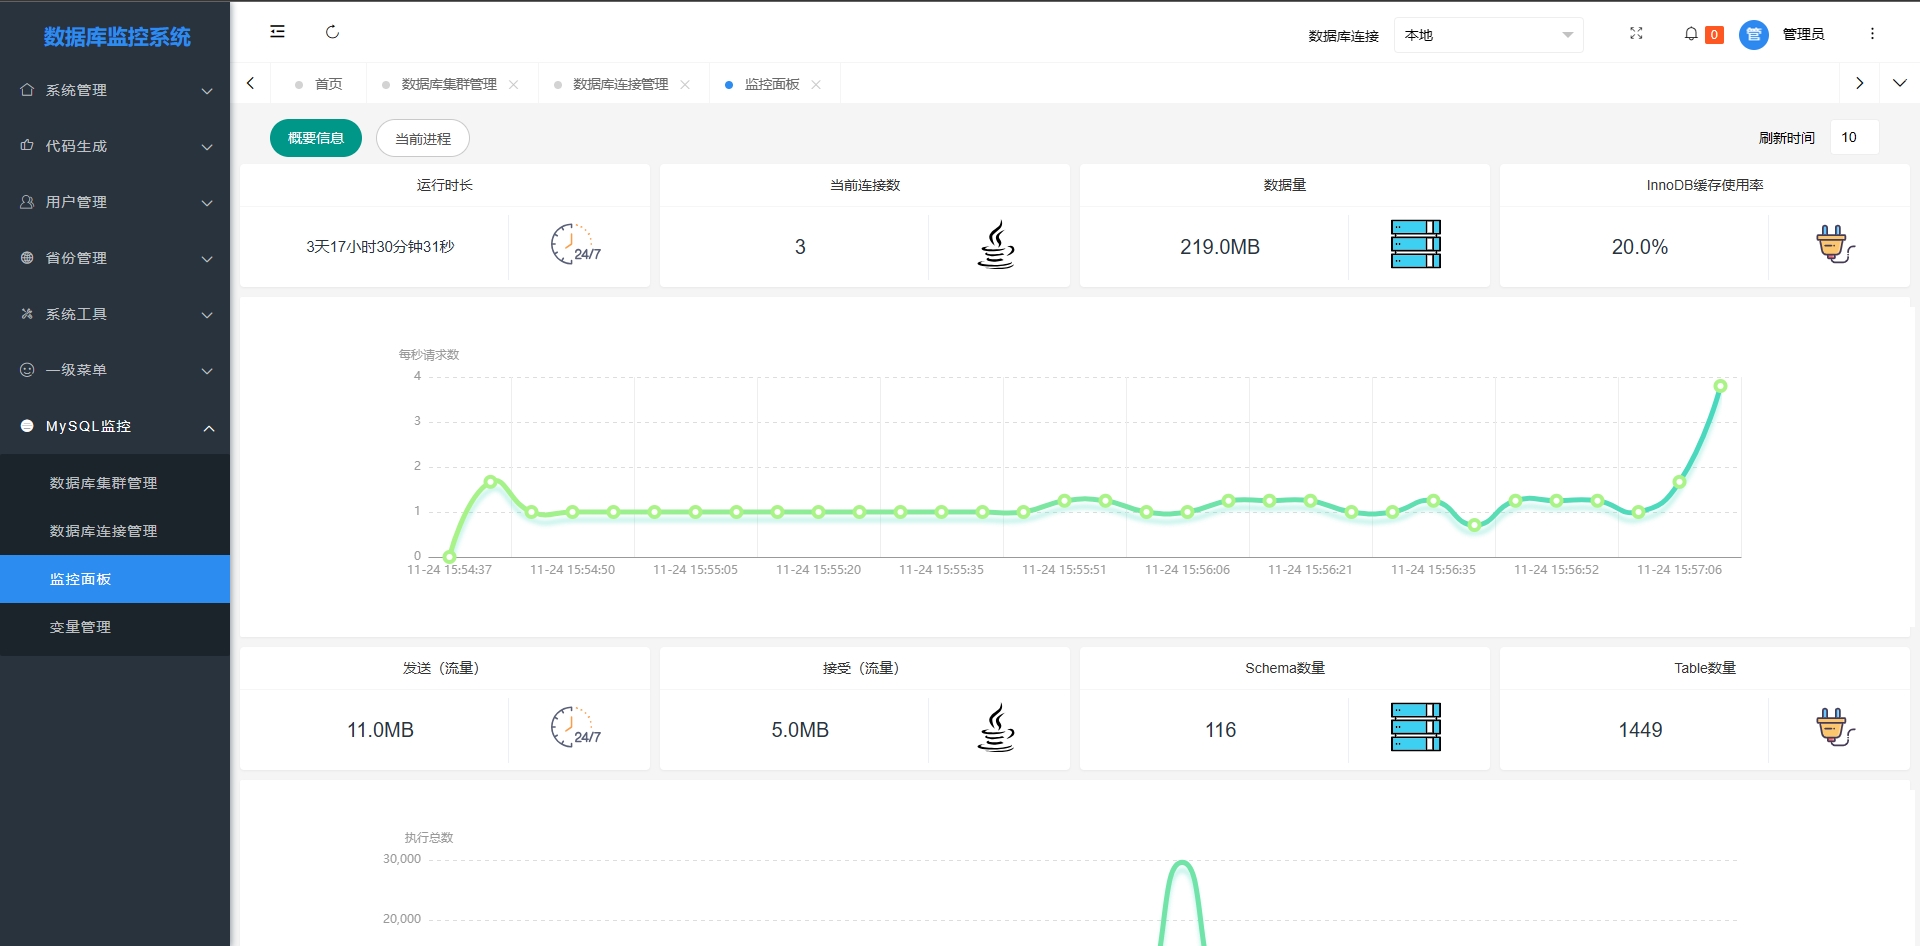 数据库监控系统
系统管理
代码生成
用户管理
省份管理
系统工具
一级菜单
MySQL监控
数据库集群管理
数据库连接管理
监控面板
变量管理
数据库连接 本地 0 管 管理员
首页 数据库集群管理 数据库连接管理 监控面板
概要信息 当前进程 刷新时间 10
运行时长 当前连接数 数据量 InnoDB缓存使用率
3天17小时30分钟31秒 24/7 3 219.0MB 20.0%
每秒请求数
4
3
2
1
0
11-24 15:54:37 11-24 15:54:50 11-24 15:55:05 11-24 15:55:20 11-24 15:55:35 11-24 15:55:51 11-24 15:56:06 11-24 15:56:21 11-24 15:56:35 11-24 15:56:52 11-24 15:57:06
发送（流量） 接受（流量） Schema数量 Table数量
11.0MB 24/7 5.0MB 116 1449
执行总数
30,000
20,000